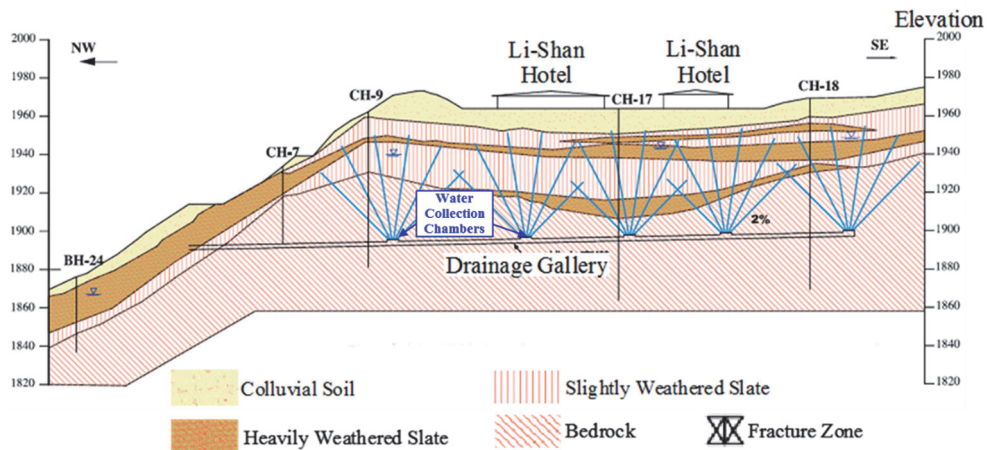 Elevation
NW
SE
Li-Shan
Hotel
Li-Shan
Hotel
CH-9
CH-17
CH-18
CH-7
BH-24
2000
1980
1960
1940
1920
1900
1880
1860
1840
1820
2000
1980
1960
1940
1920
1900
1880
1860
1840
1820
Water
Collection
Chambers
2%
Drainage Gallery
Colluvial Soil
Slightly Weathered Slate
Heavily Weathered Slate
Bedrock
Fracture Zone